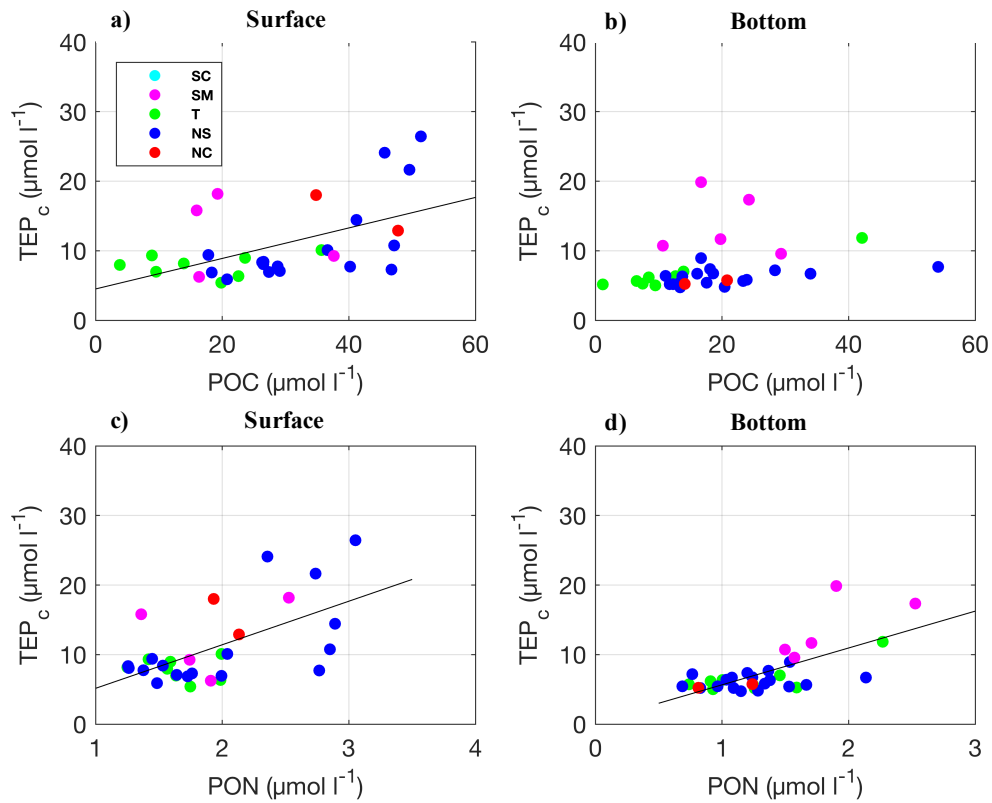 a) Surface
b) Bottom
40
30
20
10
0
TEPc (µmol l-1)
SC
SM
T
NS
NC
0 20 40 60
POC (µmol l-1)
40
30
20
10
0
TEPc (µmol l-1)
0 20 40 60
POC (µmol l-1)
c) Surface
d) Bottom
40
30
20
10
0
TEPc (µmol l-1)
1 2 3 4
PON (µmol l-1)
40
30
20
10
0
TEPc (µmol l-1)
0 1 2 3
PON (µmol l-1)